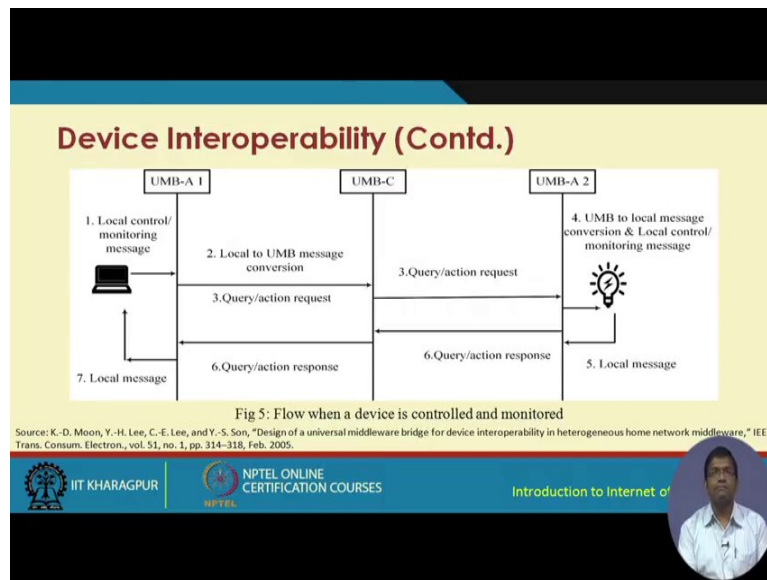 Device Interoperability (Contd.)
UMB-A 1
UMB-C
UMB-A 2
1. Local control/
monitoring
message
2. Local to UMB message
conversion
3.Query/action request
3.Query/action request
4. UMB to local message
conversion & Local control/
monitoring message
6.Query/action response
6.Query/action response
5. Local message
7. Local message
Fig 5: Flow when a device is controlled and monitored
Source: K.-D. Moon, Y.-H. Lee, C.-E. Lee, and Y.-S. Son, "Design of a universal middleware bridge for device interoperability in heterogeneous home network middleware," IEE
Trans. Consum. Electron., vol. 51, no. 1, pp. 314–318, Feb. 2005.
IIT KHARAGPUR
NPTEL
NPTEL ONLINE
CERTIFICATION COURSES
Introduction to Internet of